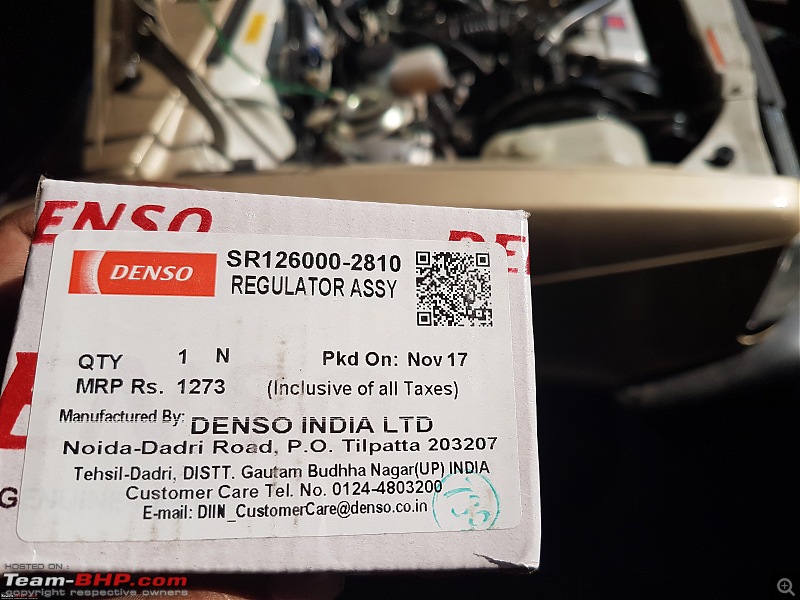 DENSO
DEN
DENSO
SR126000-2810
REGULATOR ASSY
QTY 1 N Pkd On: Nov 17
MRP Rs. 1273 (Inclusive of all Taxes)
Manufactured By: DENSO INDIA LTD
Noida-Dadri Road, P.O. Tilpatta 203207
Tehsil-Dadri, DISTT. Gautam Budhha Nagar(UP) INDIA
Customer Care Tel. No. 0124-4803200
E-mail: DIIN_CustomerCare@denso.co.in
HOSTED ON :
Team-BHP.com
copyright respective owners